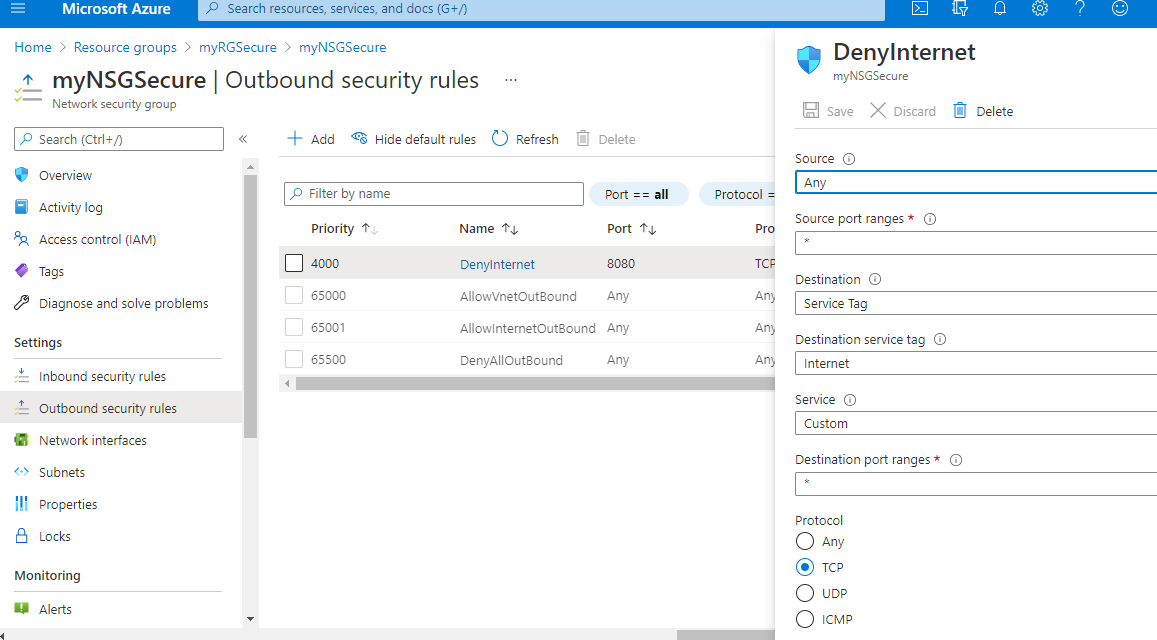 Microsoft Azure
Search resources, services, and docs (G+/)
Home > Resource groups > myRGSecure > myNSGSecure
myNSGSecure | Outbound security rules ...
Network security group
Search (Ctrl+/)
«
Overview
Activity log
Access control (IAM)
Tags
Diagnose and solve problems
Settings
Inbound security rules
Outbound security rules
Network interfaces
Subnets
Properties
Locks
Monitoring
Alerts
Add Hide default rules Refresh Delete
Filter by name Port == all Protocol =
Priority ↑↓ Name ↑↓ Port ↑↓ Pro
4000 DenyInternet 8080 TCP
65000 AllowVnetOutBound Any Any
65001 AllowInternetOutBound Any Any
65500 DenyAllOutBound Any Any
DenyInternet
myNSGSecure
Save Discard Delete
Source
Any
Source port ranges *
*
Destination
Service Tag
Destination service tag
Internet
Service
Custom
Destination port ranges *
*
Protocol
Any
TCP
UDP
ICMP